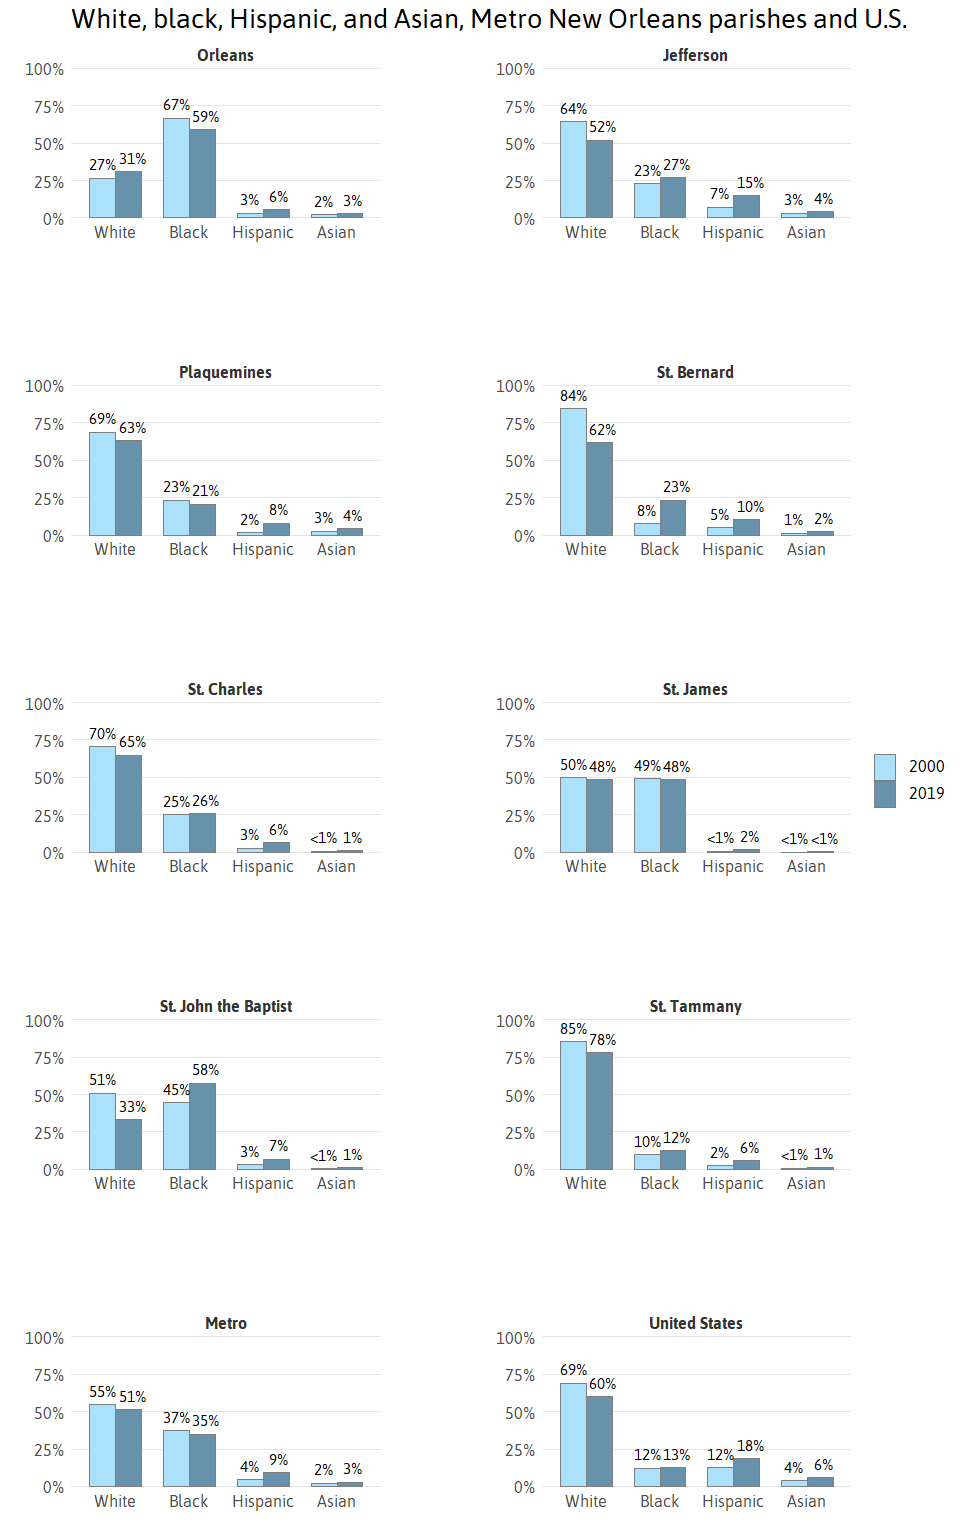 White, black, Hispanic, and Asian, Metro New Orleans parishes and U.S.
Orleans
100%
75%
50%
25%
0%
27% 31% 67% 59% 3% 6% 2% 3%
White Black Hispanic Asian
Jefferson
100%
75%
50%
25%
0%
64% 52% 23% 27% 7% 15% 3% 4%
White Black Hispanic Asian
Plaquemines
100%
75%
50%
25%
0%
69% 63% 23% 21% 2% 8% 3% 4%
White Black Hispanic Asian
St. Bernard
100%
75%
50%
25%
0%
84% 62% 8% 23% 5% 10% 1% 2%
White Black Hispanic Asian
St. Charles
100%
75%
50%
25%
0%
70% 65% 25% 26% 3% 6% <1% 1%
White Black Hispanic Asian
St. James
100%
75%
50%
25%
0%
50% 48% 49% 48% <1% 2% <1% <1%
White Black Hispanic Asian
2000
2019
St. John the Baptist
100%
75%
50%
25%
0%
51% 33% 45% 58% 3% 7% <1% 1%
White Black Hispanic Asian
St. Tammany
100%
75%
50%
25%
0%
85% 78% 10% 12% 2% 6% <1% 1%
White Black Hispanic Asian
Metro
100%
75%
50%
25%
0%
55% 51% 37% 35% 4% 9% 2% 3%
White Black Hispanic Asian
United States
100%
75%
50%
25%
0%
69% 60% 12% 13% 12% 18% 4% 6%
White Black Hispanic Asian